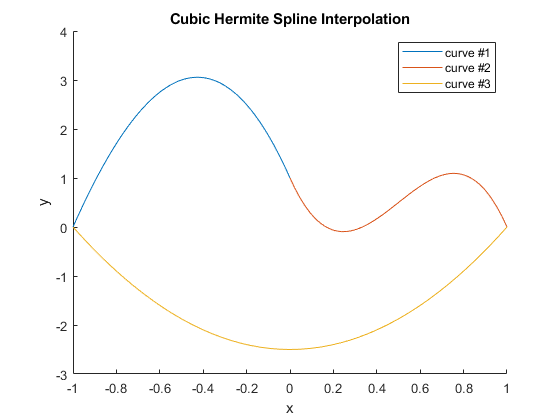 Cubic Hermite Spline Interpolation
curve #1
curve #2
curve #3
4
3
2
1
0
-1
-2
-3
y
-1 -0.8 -0.6 -0.4 -0.2 0 0.2 0.4 0.6 0.8 1
x